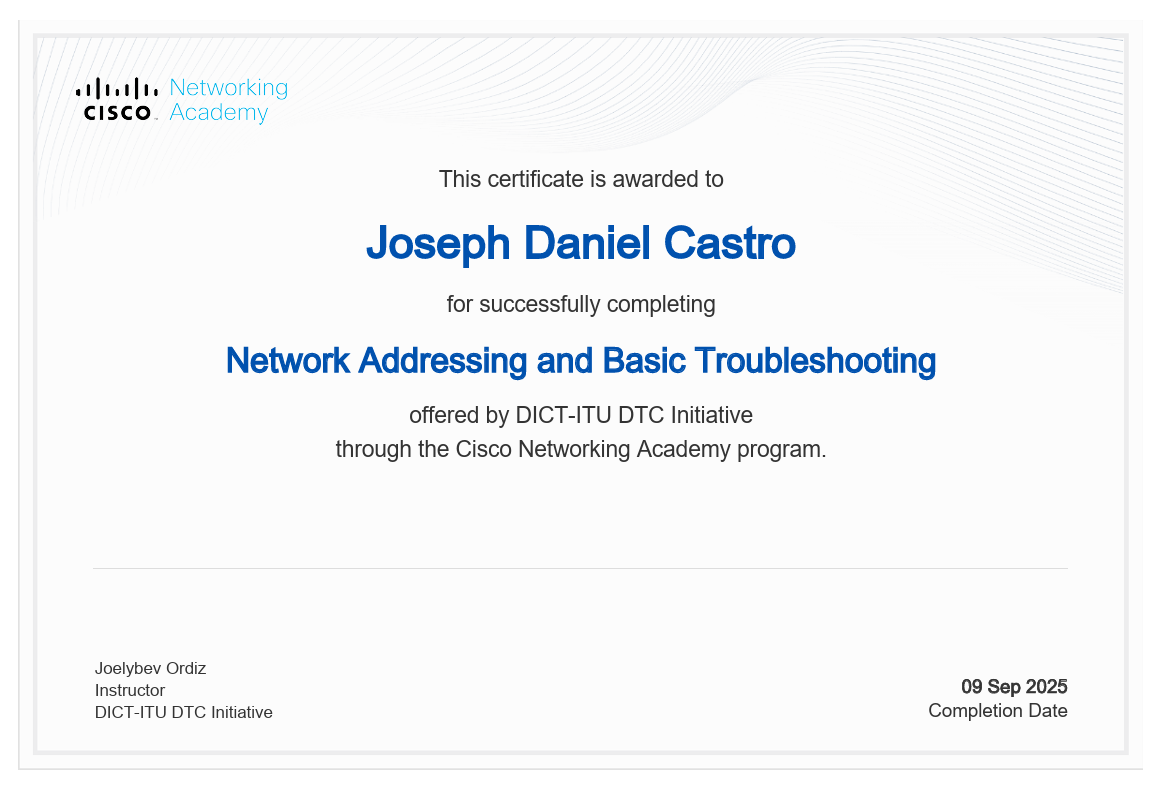 CISCO Networking
Academy
This certificate is awarded to
Joseph Daniel Castro
for successfully completing
Network Addressing and Basic Troubleshooting
offered by DICT-ITU DTC Initiative
through the Cisco Networking Academy program.
Joelybev Ordiz
Instructor
DICT-ITU DTC Initiative
09 Sep 2025
Completion Date